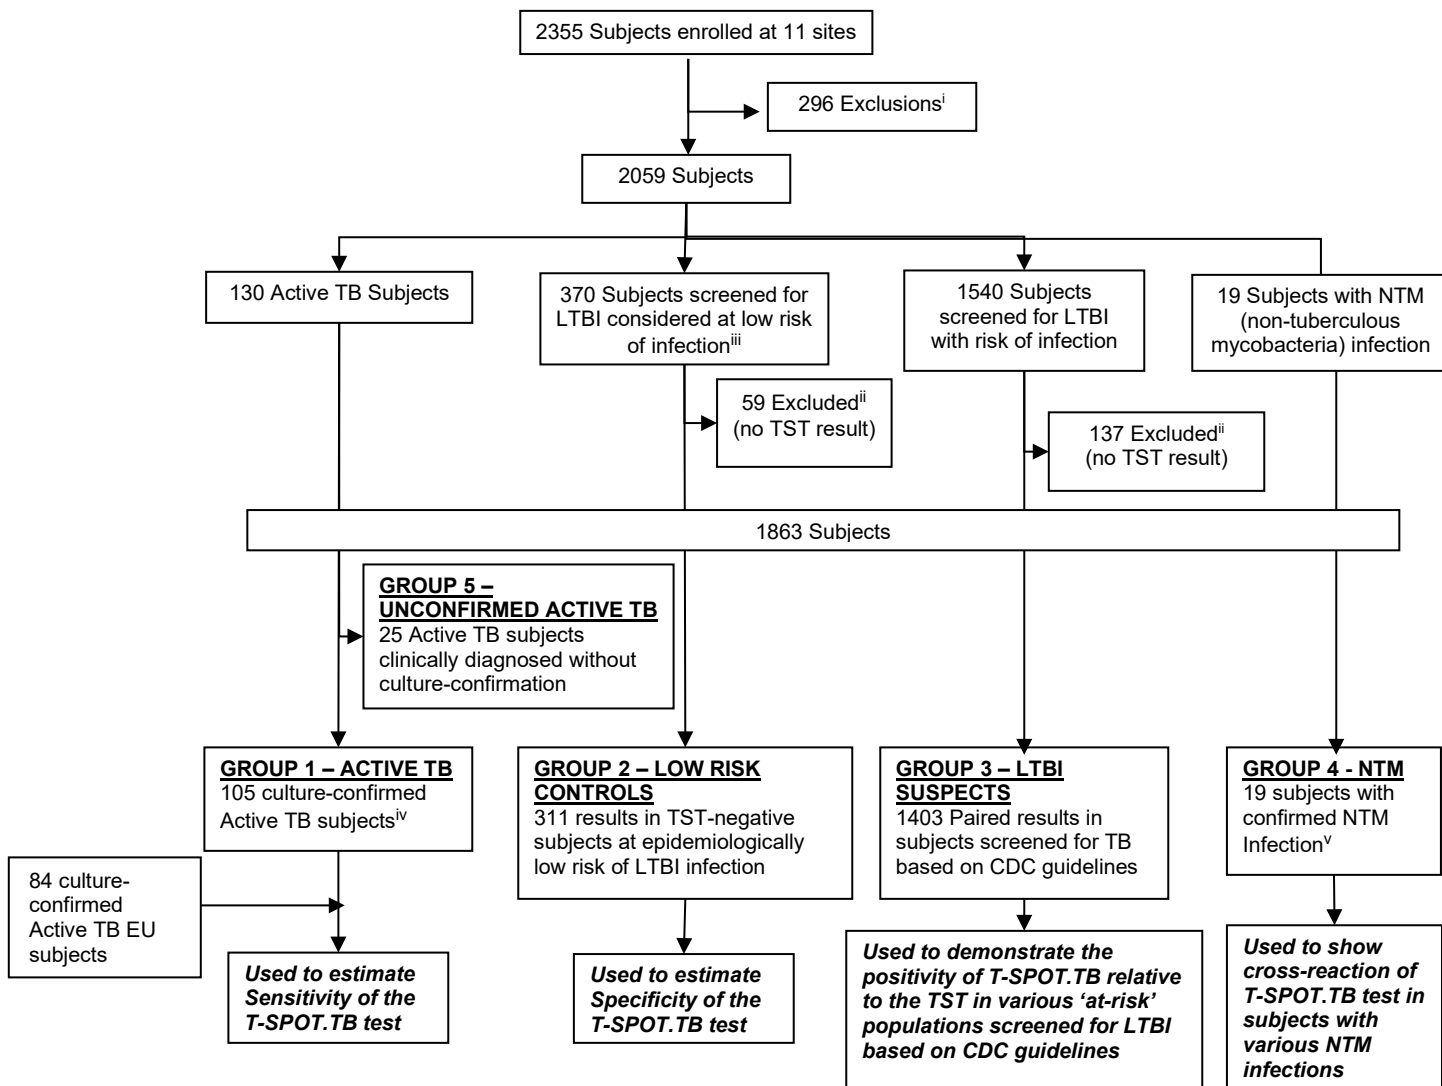 2355 Subjects enrolled at 11 sites
296 Exclusionsⁱ
2059 Subjects
130 Active TB Subjects
370 Subjects screened for
LTBI considered at low risk
of infectionⁱⁱⁱ
1540 Subjects
screened for LTBI
with risk of infection
19 Subjects with NTM
(non-tuberculous
mycobacteria) infection
59 Excludedⁱⁱ
(no TST result)
137 Excludedⁱⁱ
(no TST result)
1863 Subjects
GROUP 5 –
UNCONFIRMED ACTIVE TB
25 Active TB subjects
clinically diagnosed without
culture-confirmation
GROUP 1 – ACTIVE TB
105 culture-confirmed
Active TB subjectsⁱᵛ
GROUP 2 – LOW RISK
CONTROLS
311 results in TST-negative
subjects at epidemiologically
low risk of LTBI infection
GROUP 3 – LTBI
SUSPECTS
1403 Paired results in
subjects screened for TB
based on CDC guidelines
GROUP 4 - NTM
19 subjects with
confirmed NTM
Infectionᵛ
84 culture-
confirmed
Active TB EU
subjects
Used to estimate
Sensitivity of the
T-SPOT.TB test
Used to estimate
Specificity of the
T-SPOT.TB test
Used to demonstrate the
positivity of T-SPOT.TB relative
to the TST in various ‘at-risk’
populations screened for LTBI
based on CDC guidelines
Used to show
cross-reaction of
T-SPOT.TB test in
subjects with
various NTM
infections